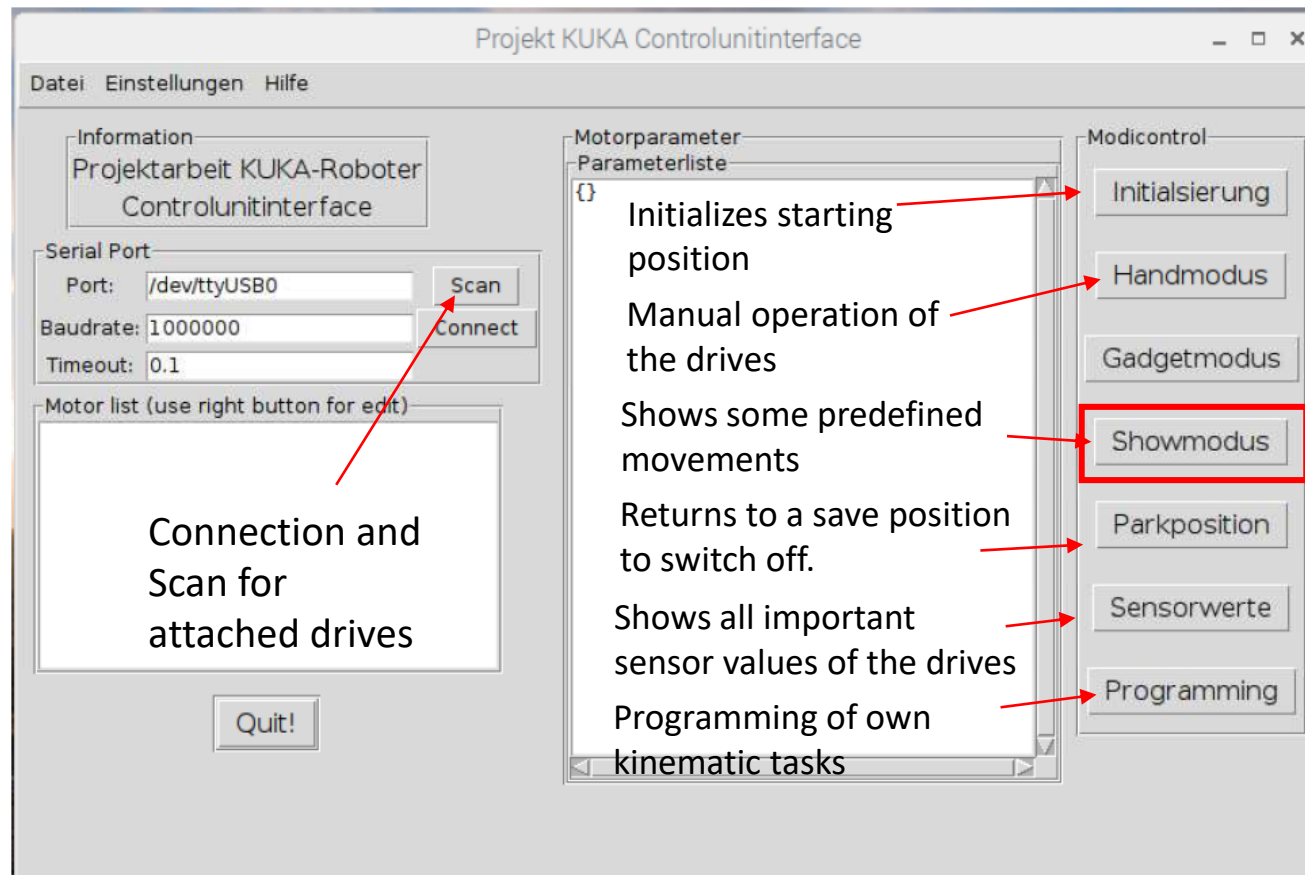 Projekt KUKA Controlunitinterface
Datei Einstellungen Hilfe
Information
Projektarbeit KUKA-Roboter
Controlunitinterface
Serial Port
Port: /dev/ttyUSB0 Scan
Baudrate: 1000000 Connect
Timeout: 0.1
Motor list (use right button for edit)
Connection and
Scan for
attached drives
Quit!
Motorparameter
Parameterliste
{}
Initializes starting
position
Manual operation of
the drives
Shows some predefined
movements
Returns to a save position
to switch off.
Shows all important
sensor values of the drives
Programming of own
kinematic tasks
Modicontrol
Initialsierung
Handmodus
Gadgetmodus
Showmodus
Parkposition
Sensorwerte
Programming